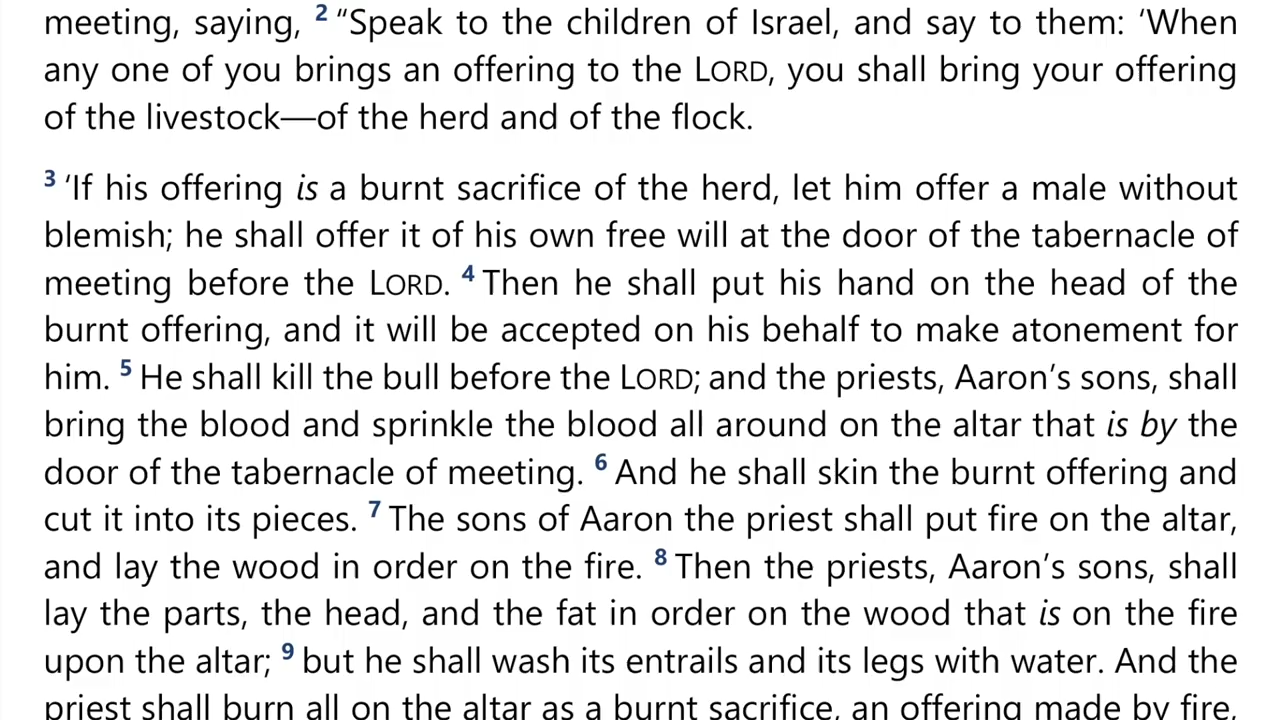 meeting, saying, 2 “Speak to the children of Israel, and say to them: ‘When
any one of you brings an offering to the LORD, you shall bring your offering
of the livestock—of the herd and of the flock.
3 ‘If his offering is a burnt sacrifice of the herd, let him offer a male without
blemish; he shall offer it of his own free will at the door of the tabernacle of
meeting before the LORD. 4 Then he shall put his hand on the head of the
burnt offering, and it will be accepted on his behalf to make atonement for
him. 5 He shall kill the bull before the LORD; and the priests, Aaron’s sons, shall
bring the blood and sprinkle the blood all around on the altar that is by the
door of the tabernacle of meeting. 6 And he shall skin the burnt offering and
cut it into its pieces. 7 The sons of Aaron the priest shall put fire on the altar,
and lay the wood in order on the fire. 8 Then the priests, Aaron’s sons, shall
lay the parts, the head, and the fat in order on the wood that is on the fire
upon the altar; 9 but he shall wash its entrails and its legs with water. And the
priest shall burn all on the altar as a burnt sacrifice, an offering made by fire,